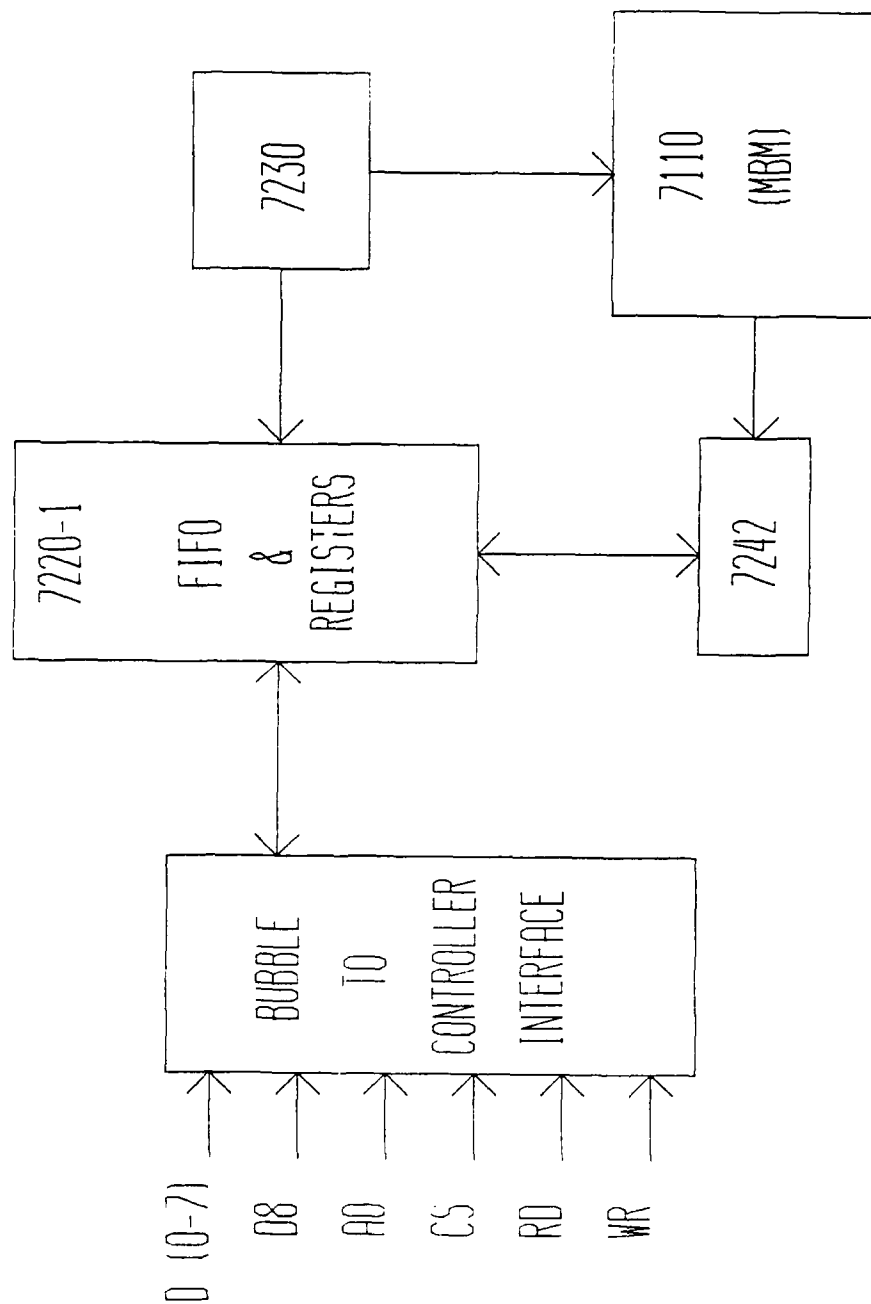 D (0-7)
D8
A0
CS
RD
WR
BUBBLE
TO
CONTROLLER
INTERFACE
7220-1
FIFO
&
REGISTERS
7230
7242
7110
(MBM)